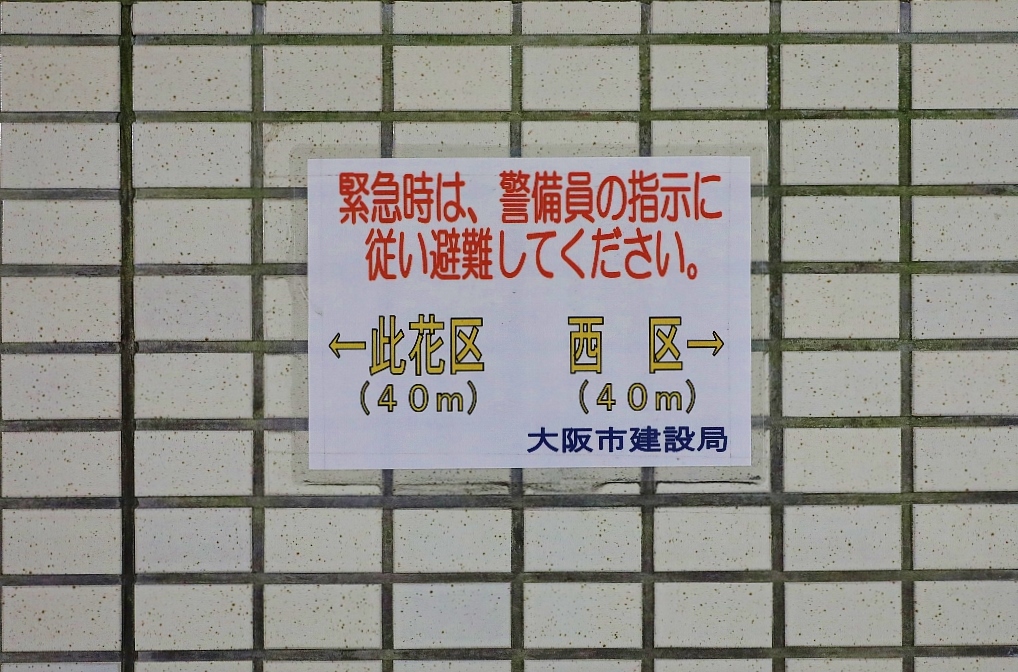 緊急時は、警備員の指示に
従い避難してください。
←此花区　西　区→
（４０ｍ）　（４０ｍ）
大阪市建設局